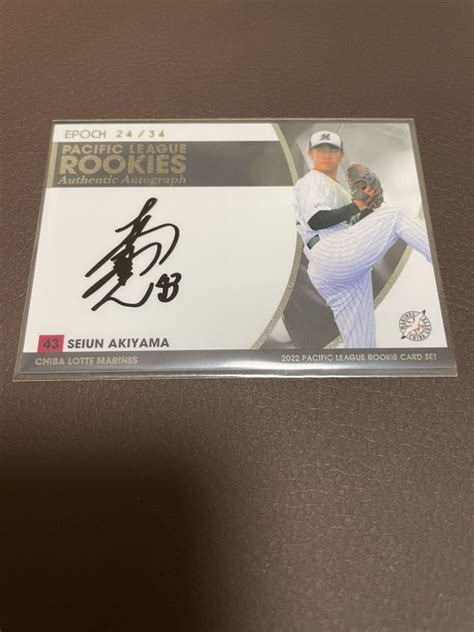 EPOCH 24/34
PACIFIC LEAGUE
ROOKIES
Authentic Autograph
43
43 SEIUN AKIYAMA
CHIBA LOTTE MARINES
2022 PACIFIC LEAGUE ROOKIE CARD SET